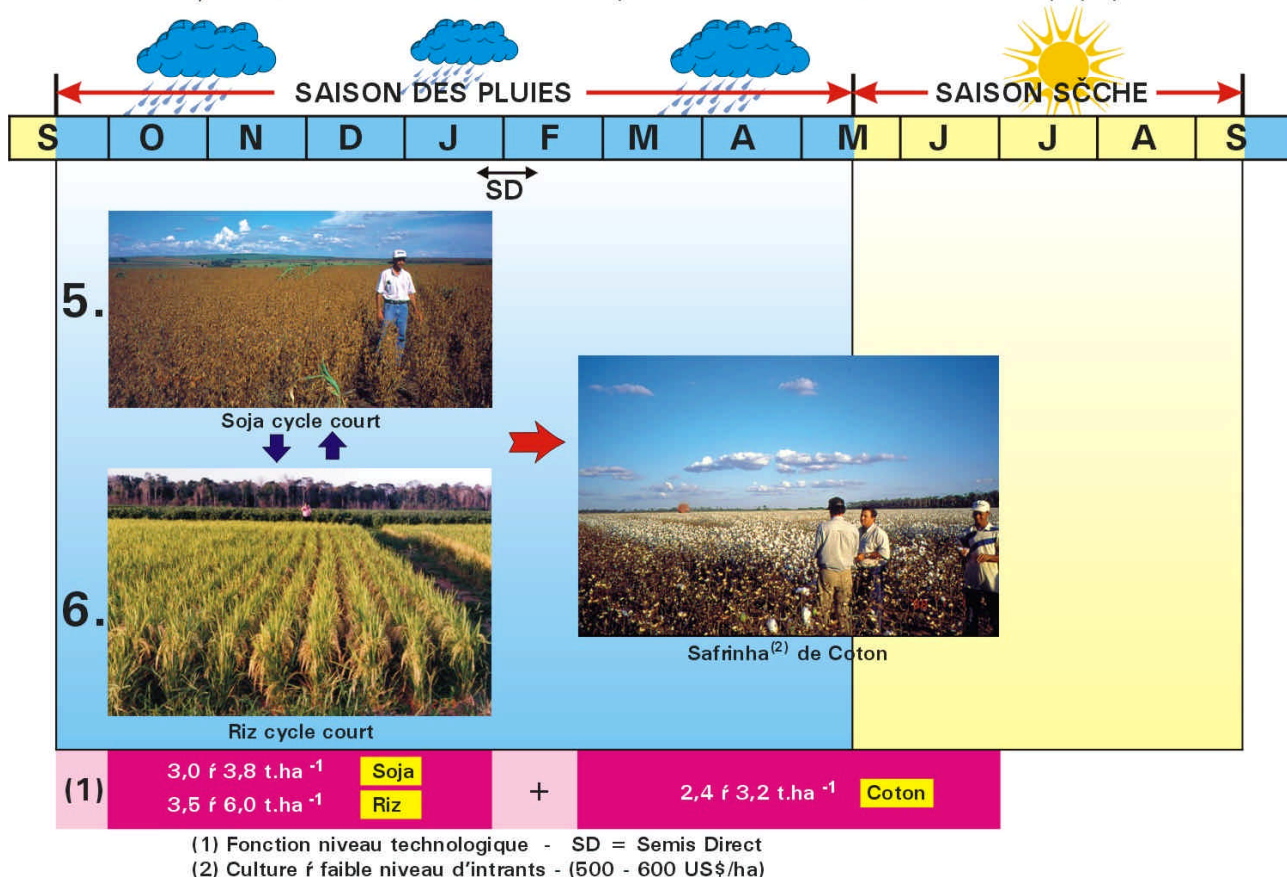 SAISON DES PLUIES SAISON SČCHE
S O N D J F M A M J J A S
SD
5.
Soja cycle court
6.
Safrinha(2) de Coton
Riz cycle court
(1) 3,0 ŕ 3,8 t.ha -1 Soja
3,5 ŕ 6,0 t.ha -1 Riz
+
2,4 ŕ 3,2 t.ha -1 Coton
(1) Fonction niveau technologique - SD = Semis Direct
(2) Culture ŕ faible niveau d'intrants - (500 - 600 US$/ha)